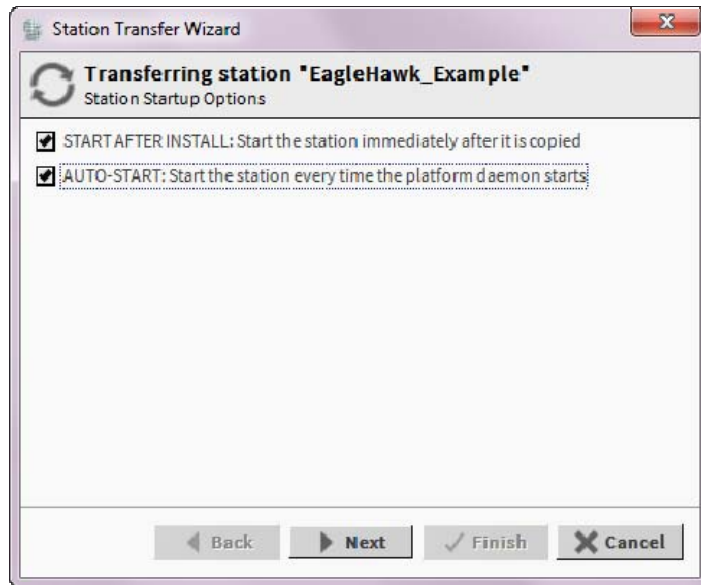 Station Transfer Wizard
Transferring station "EagleHawk_Example"
Station Startup Options
START AFTER INSTALL: Start the station immediately after it is copied
AUTO-START: Start the station every time the platform daemon starts
Back
Next
Finish
Cancel